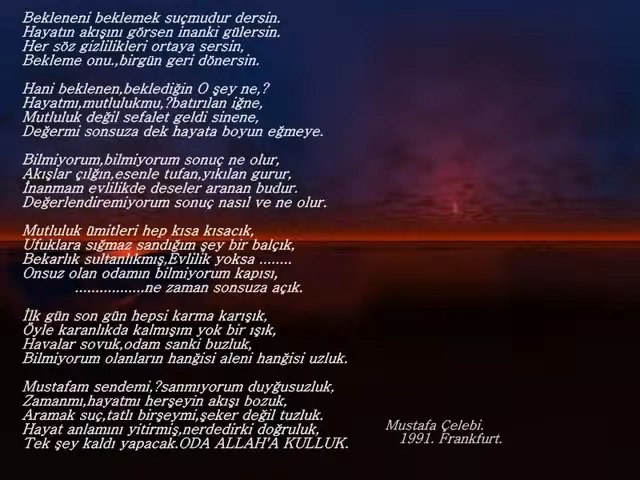 Bekleneni beklemek suçmudur dersin.
Hayatın akışını görsen inanki gülersin.
Her söz gizlilikleri ortaya sersin,
Bekleme onu.,birgün geri dönersin.

Hani beklenen,beklediğin O şey ne,?
Hayatmı,mutlulukmu,?batırılan iğne,
Mutluluk değil sefalet geldi sinene,
Değermi sonsuza dek hayata boyun eğmeye.

Bilmiyorum,bilmiyorum sonuç ne olur,
Akışlar çılğın,esenle tufan,yıkılan gurur,
İnanmam evlilikde deseler aranan budur.
Değerlendiremiyorum sonuç nasıl ve ne olur.

Mutluluk ümitleri hep kısa kısacık,
Ufuklara sığmaz sandığım şey bir balçık,
Bekarlık sultanlıkmış,Evlilik yoksa ........
Onsuz olan odamın bilmiyorum kapısı,
.................ne zaman sonsuza açık.

İlk gün son gün hepsi karma karışık,
Öyle karanlıkda kalmışım yok bir ışık,
Havalar sovuk,odam sanki buzluk,
Bilmiyorum olanların hanğisi aleni hanğisi uzluk.

Mustafam sendemi,?sanmıyorum duyğusuzluk,
Zamanmı,hayatmı herşeyin akışı bozuk,
Aramak suç,tatlı birşeymi,şeker değil tuzluk.
Hayat anlamını yitirmiş,nerdedirki doğruluk,
Tek şey kaldı yapacak.ODA ALLAH'A KULLUK.

Mustafa Çelebi.
1991. Frankfurt.